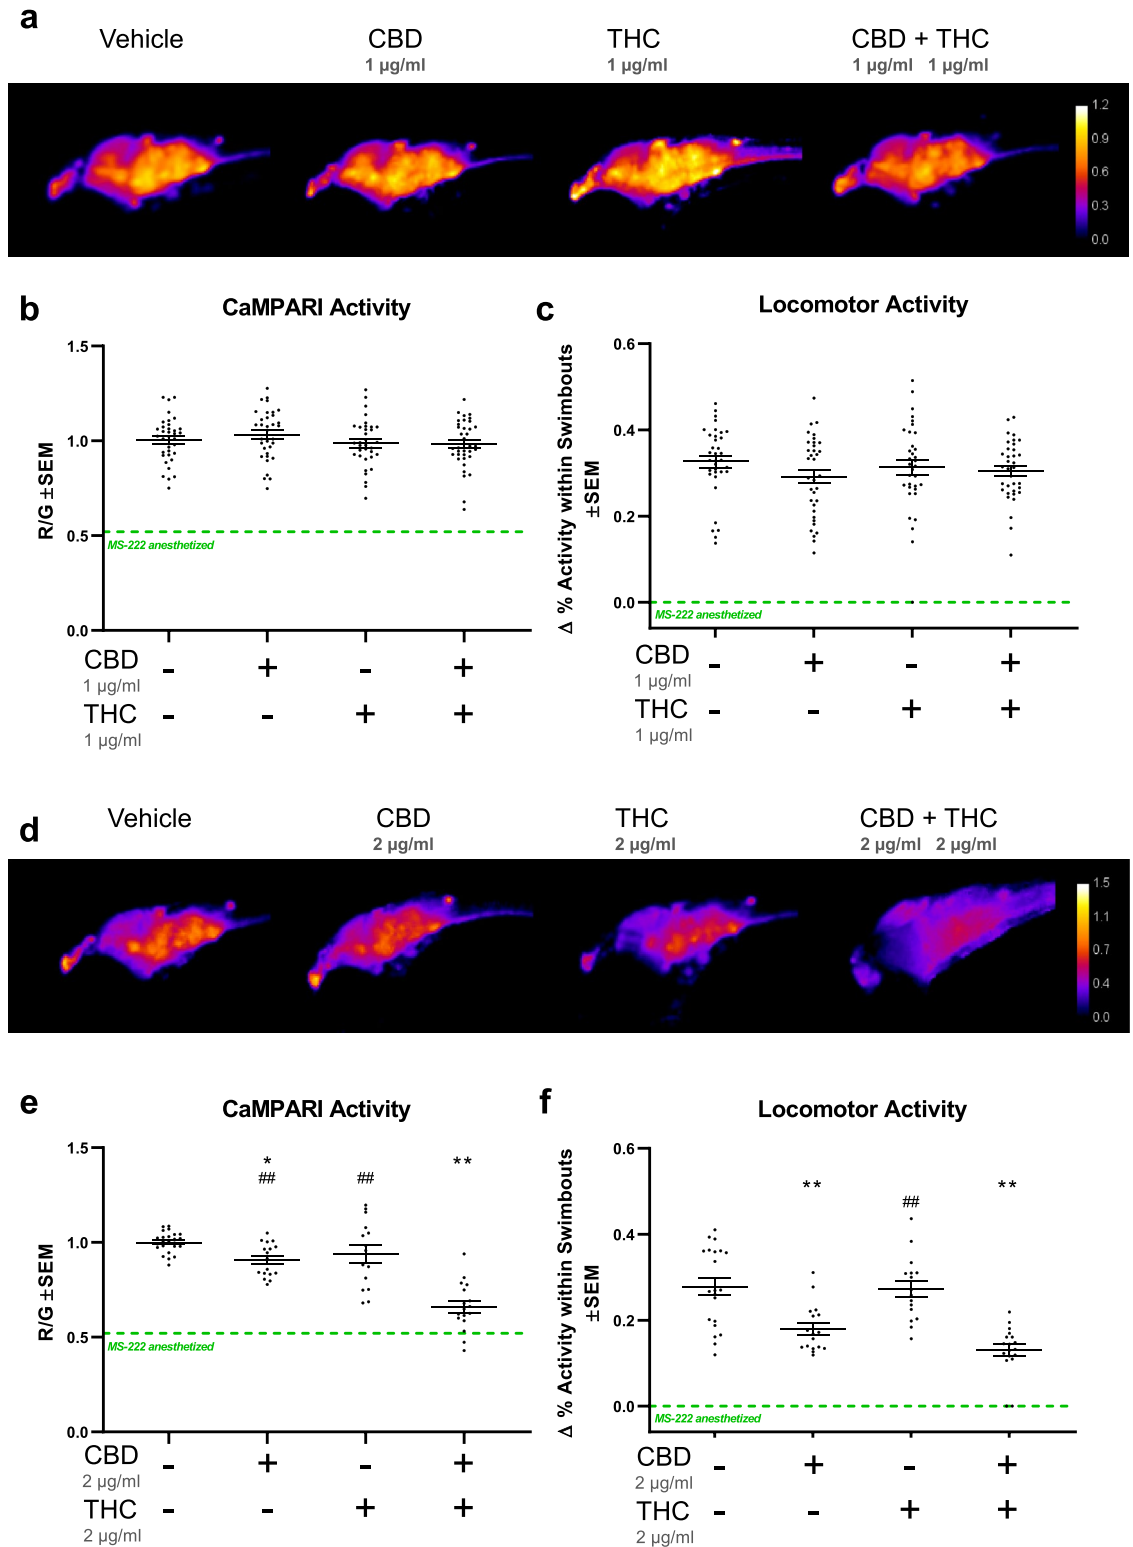 a
Vehicle CBD THC CBD + THC
1 µg/ml 1 µg/ml 1 µg/ml 1 µg/ml
1.2
0.9
0.6
0.3
0.0
b
CaMPARI Activity
R/G ±SEM
1.5
1.0
0.5
0.0
MS-222 anesthetized
CBD - + - +
1 µg/ml
THC - - + +
1 µg/ml
c
Locomotor Activity
Δ % Activity within Swimbouts
±SEM
0.6
0.4
0.2
0.0
MS-222 anesthetized
CBD - + - +
1 µg/ml
THC - - + +
1 µg/ml
d
Vehicle CBD THC CBD + THC
2 µg/ml 2 µg/ml 2 µg/ml 2 µg/ml
1.5
1.1
0.7
0.4
0.0
e
CaMPARI Activity
R/G ±SEM
1.5
1.0
0.5
0.0
* **
## ##
MS-222 anesthetized
CBD - + - +
2 µg/ml
THC - - + +
2 µg/ml
f
Locomotor Activity
Δ % Activity within Swimbouts
±SEM
0.6
0.4
0.2
0.0
** **
##
MS-222 anesthetized
CBD - + - +
2 µg/ml
THC - - + +
2 µg/ml